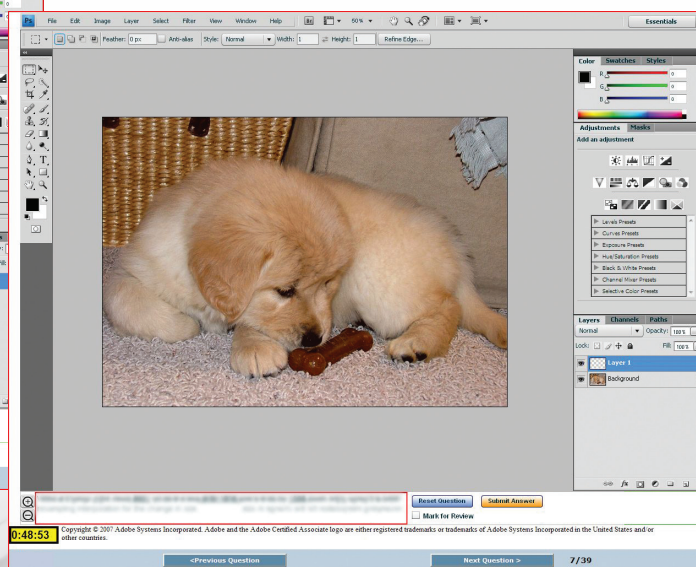 0
Ps File Edit Image Layer Select Filter View Window Help Br 50%
Essentials
Feather: 0 px Anti-alias Style: Normal Width: 1 Height: 1 Refine Edge...
Color Swatches Styles
R 0
G 0
B 0
Adjustments Masks
Add an adjustment
Levels Presets
Curves Presets
Exposure Presets
Hue/Saturation Presets
Black & White Presets
Channel Mixer Presets
Selective Color Presets
Layers Channels Paths
Normal Opacity: 100%
Lock: Fill: 100%
Layer 1
Background
fx
Reset Question Submit Answer
Mark for Review
0:48:53
Copyright © 2007 Adobe Systems Incorporated. Adobe and the Adobe Certified Associate logo are either registered trademarks or trademarks of Adobe Systems Incorporated in the United States and/or
other countries.
<Previous Question Next Question > 7/39